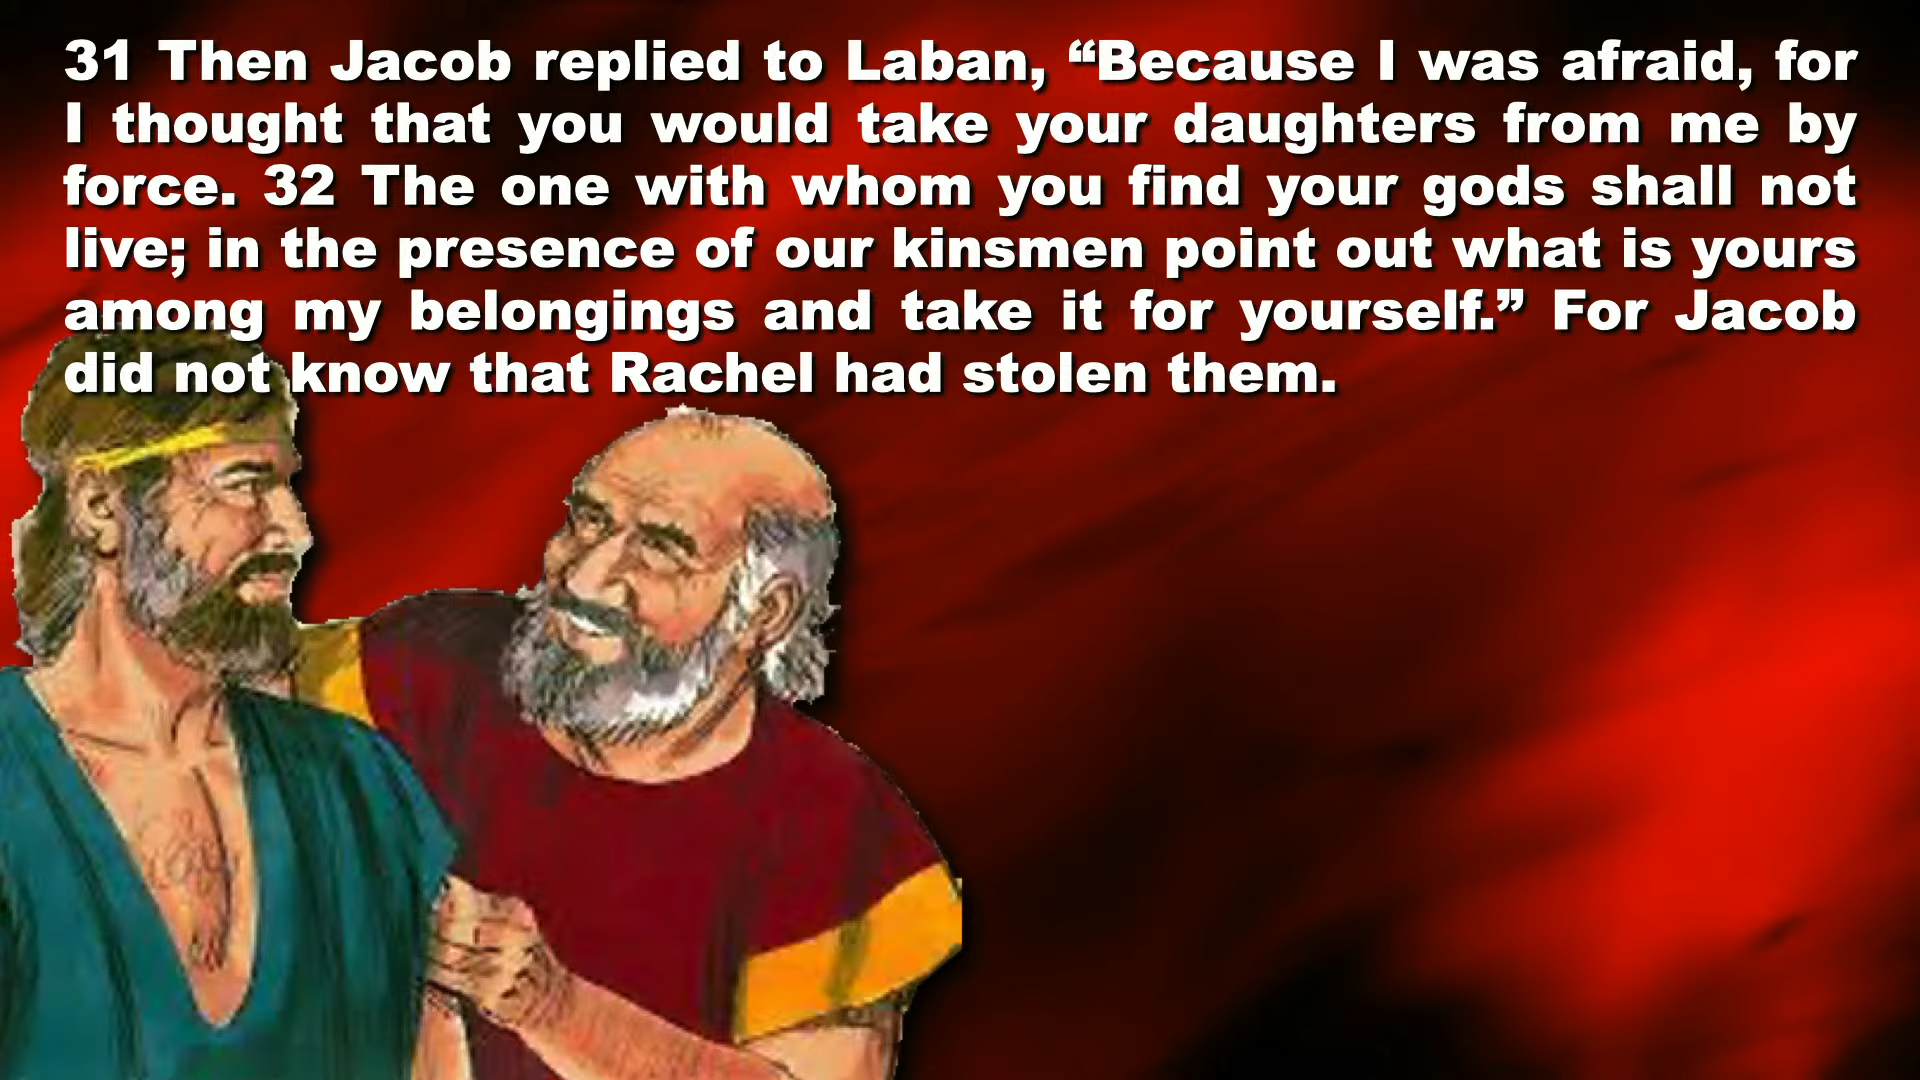 31 Then Jacob replied to Laban, “Because I was afraid, for
I thought that you would take your daughters from me by
force. 32 The one with whom you find your gods shall not
live; in the presence of our kinsmen point out what is yours
among my belongings and take it for yourself.” For Jacob
did not know that Rachel had stolen them.